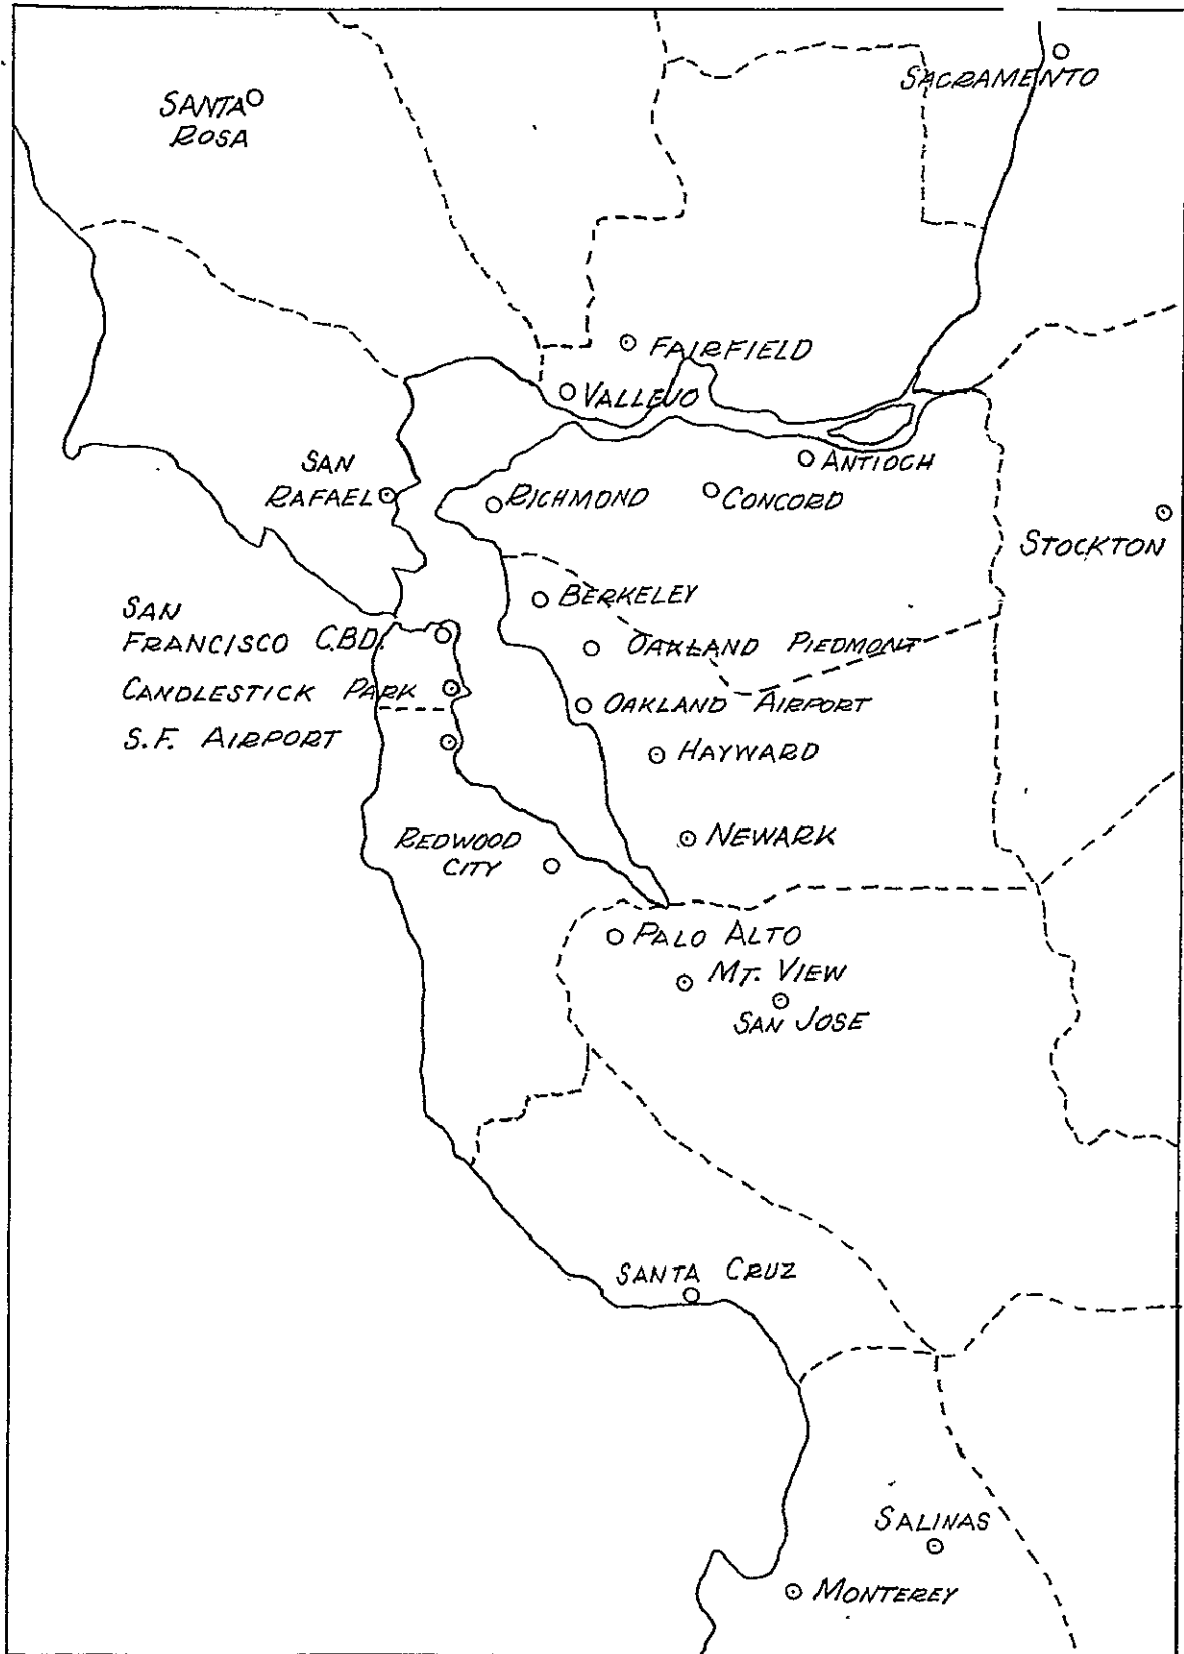 SACRAMENTO
SANTA
ROSA
FAIRFIELD
VALLEJO
ANTIOCH
SAN
RAFAEL
RICHMOND
CONCORD
STOCKTON
BERKELEY
SAN
FRANCISCO C.B.D.
OAKLAND PIEDMONT
CANDLESTICK PARK
OAKLAND AIRPORT
S.F. AIRPORT
HAYWARD
REDWOOD
CITY
NEWARK
PALO ALTO
MT. VIEW
SAN JOSE
SANTA CRUZ
SALINAS
MONTEREY